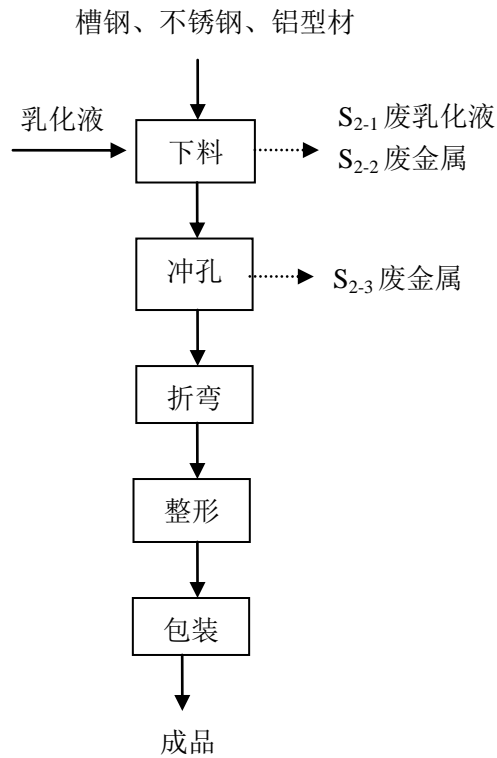 槽钢、不锈钢、铝型材
乳化液
下料
S2-1 废乳化液
S2-2 废金属
冲孔
S2-3 废金属
折弯
整形
包装
成品